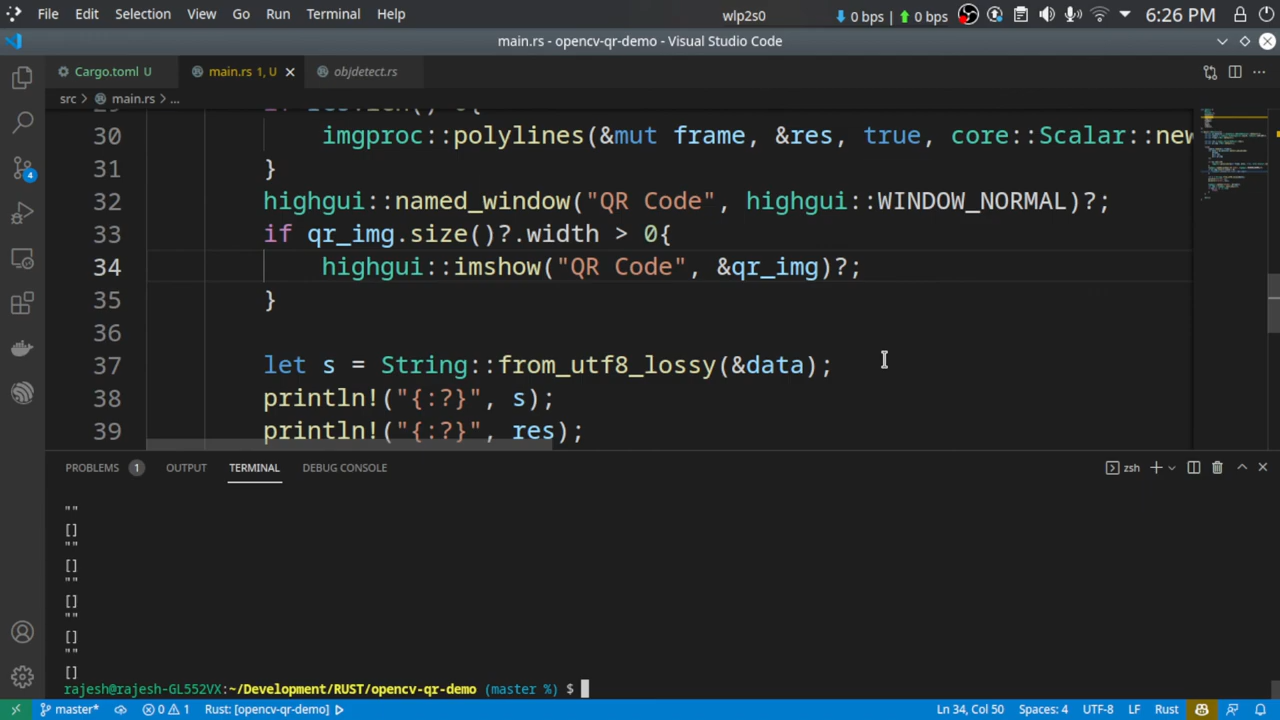 File Edit Selection View Go Run Terminal Help wlp2s0 0 bps | 0 bps 6:26 PM
main.rs - opencv-qr-demo - Visual Studio Code
Cargo.toml U main.rs 1, U objdetect.rs
src > main.rs > ...
30 imgproc::polylines(&mut frame, &res, true, core::Scalar::new
31 }
32 highgui::named_window("QR Code", highgui::WINDOW_NORMAL)?;
33 if qr_img.size()?.width > 0{
34 highgui::imshow("QR Code", &qr_img)?;
35 }
36
37 let s = String::from_utf8_lossy(&data);
38 println!("{:?}", s);
39 println!("{:?}", res);
PROBLEMS 1 OUTPUT TERMINAL DEBUG CONSOLE zsh
""
[]
""
[]
""
[]
""
[]
""
[]
rajesh@rajesh-GL552VX:~/Development/RUST/opencv-qr-demo (master %) $
master* 0 1 Rust: [opencv-qr-demo] Ln 34, Col 50 Spaces: 4 UTF-8 LF Rust
4